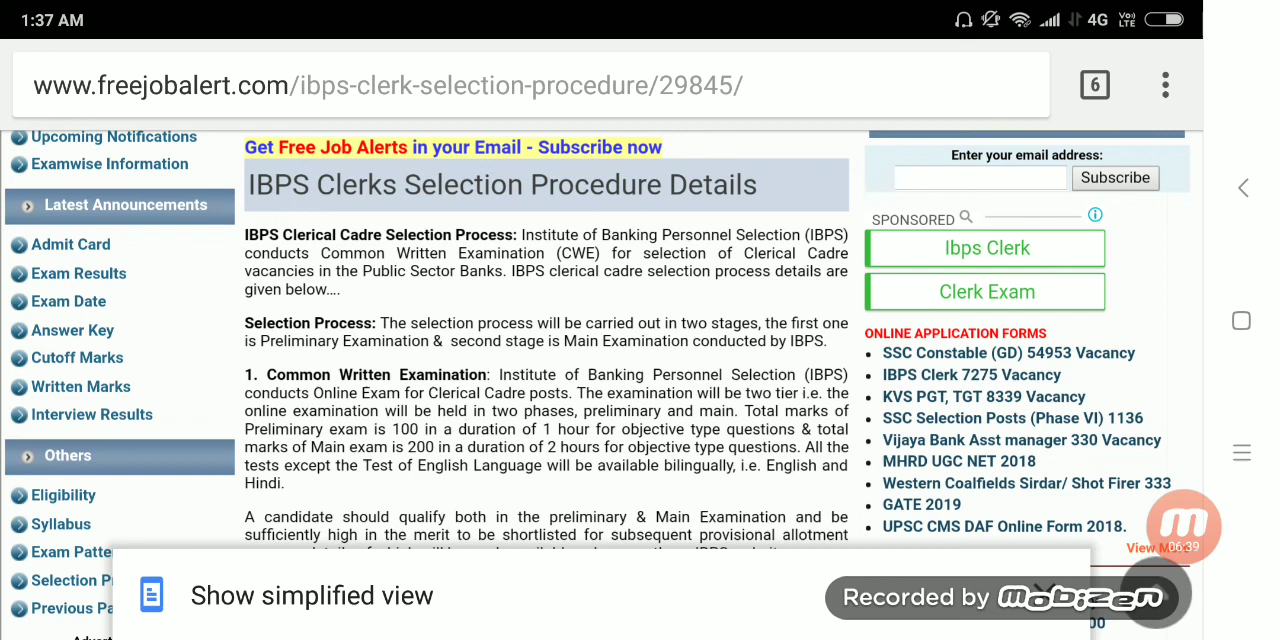 1:37 AM
4G
Vo)) LTE
www.freejobalert.com/ibps-clerk-selection-procedure/29845/
6
Upcoming Notifications
Examwise Information
Latest Announcements
Admit Card
Exam Results
Exam Date
Answer Key
Cutoff Marks
Written Marks
Interview Results
Others
Eligibility
Syllabus
Exam Patte
Selection P
Previous Pa
Get Free Job Alerts in your Email - Subscribe now
IBPS Clerks Selection Procedure Details
IBPS Clerical Cadre Selection Process: Institute of Banking Personnel Selection (IBPS)
conducts Common Written Examination (CWE) for selection of Clerical Cadre
vacancies in the Public Sector Banks. IBPS clerical cadre selection process details are
given below....
Selection Process: The selection process will be carried out in two stages, the first one
is Preliminary Examination & second stage is Main Examination conducted by IBPS.
1. Common Written Examination: Institute of Banking Personnel Selection (IBPS)
conducts Online Exam for Clerical Cadre posts. The examination will be two tier i.e. the
online examination will be held in two phases, preliminary and main. Total marks of
Preliminary exam is 100 in a duration of 1 hour for objective type questions & total
marks of Main exam is 200 in a duration of 2 hours for objective type questions. All the
tests except the Test of English Language will be available bilingually, i.e. English and
Hindi.
A candidate should qualify both in the preliminary & Main Examination and be
sufficiently high in the merit to be shortlisted for subsequent provisional allotment
Enter your email address:
Subscribe
SPONSORED
Ibps Clerk
Clerk Exam
ONLINE APPLICATION FORMS
SSC Constable (GD) 54953 Vacancy
IBPS Clerk 7275 Vacancy
KVS PGT, TGT 8339 Vacancy
SSC Selection Posts (Phase VI) 1136
Vijaya Bank Asst manager 330 Vacancy
MHRD UGC NET 2018
Western Coalfields Sirdar/ Shot Firer 333
GATE 2019
UPSC CMS DAF Online Form 2018.
View
06:39
Show simplified view
Recorded by mobizen
00